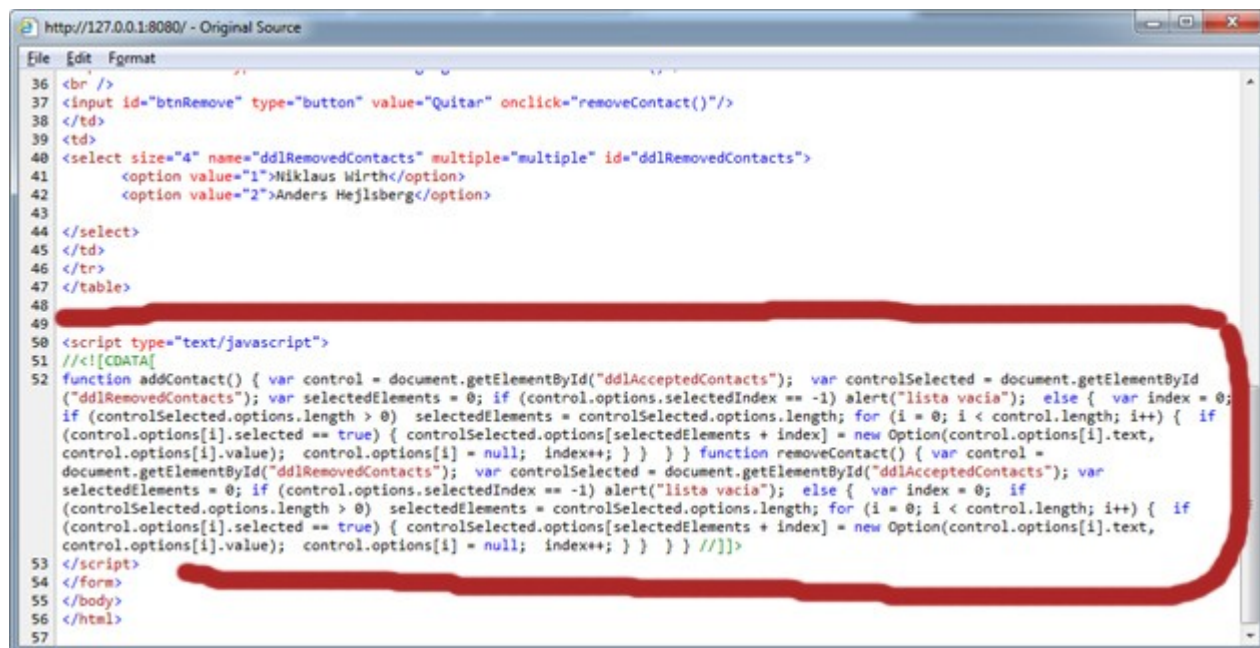 http://127.0.0.1:8080/ - Original Source
File Edit Format
36 <br />
37 <input id="btnRemove" type="button" value="Quitar" onclick="removeContact()"/>
38 </td>
39 <td>
40 <select size="4" name="ddlRemovedContacts" multiple="multiple" id="ddlRemovedContacts">
41 <option value="1">Niklaus Wirth</option>
42 <option value="2">Anders Hejlsberg</option>
43
44 </select>
45 </td>
46 </tr>
47 </table>
48
49
50 <script type="text/javascript">
51 //<![CDATA[
52 function addContact() { var control = document.getElementById("ddlAcceptedContacts");  var controlSelected = document.getElementById
("ddlRemovedContacts"); var selectedElements = 0; if (control.options.selectedIndex == -1) alert("lista vacia");  else {  var index = 0;
if (controlSelected.options.length > 0)  selectedElements = controlSelected.options.length; for (i = 0; i < control.length; i++) {  if
(control.options[i].selected == true) { controlSelected.options[selectedElements + index] = new Option(control.options[i].text,
control.options[i].value);  control.options[i] = null;  index++; } }  } } function removeContact() { var control =
document.getElementById("ddlRemovedContacts");  var controlSelected = document.getElementById("ddlAcceptedContacts"); var
selectedElements = 0; if (control.options.selectedIndex == -1) alert("lista vacia");  else {  var index = 0;  if
(controlSelected.options.length > 0)  selectedElements = controlSelected.options.length; for (i = 0; i < control.length; i++) {  if
(control.options[i].selected == true) { controlSelected.options[selectedElements + index] = new Option(control.options[i].text,
control.options[i].value);  control.options[i] = null;  index++; } }  } } //]]>
53 </script>
54 </form>
55 </body>
56 </html>
57